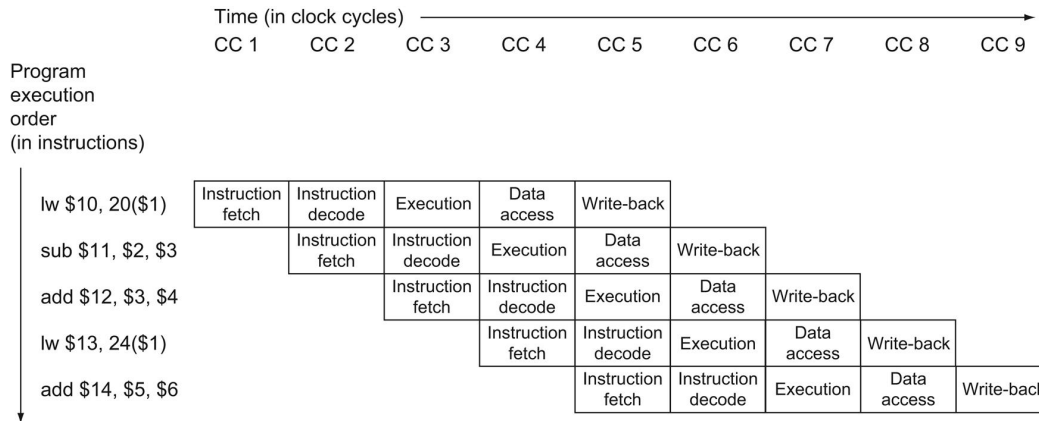 Time (in clock cycles)
CC 1 CC 2 CC 3 CC 4 CC 5 CC 6 CC 7 CC 8 CC 9
Program
execution
order
(in instructions)
lw $10, 20($1)
Instruction
fetch
Instruction
decode
Execution
Data
access
Write-back
sub $11, $2, $3
Instruction
fetch
Instruction
decode
Execution
Data
access
Write-back
add $12, $3, $4
Instruction
fetch
Instruction
decode
Execution
Data
access
Write-back
lw $13, 24($1)
Instruction
fetch
Instruction
decode
Execution
Data
access
Write-back
add $14, $5, $6
Instruction
fetch
Instruction
decode
Execution
Data
access
Write-back